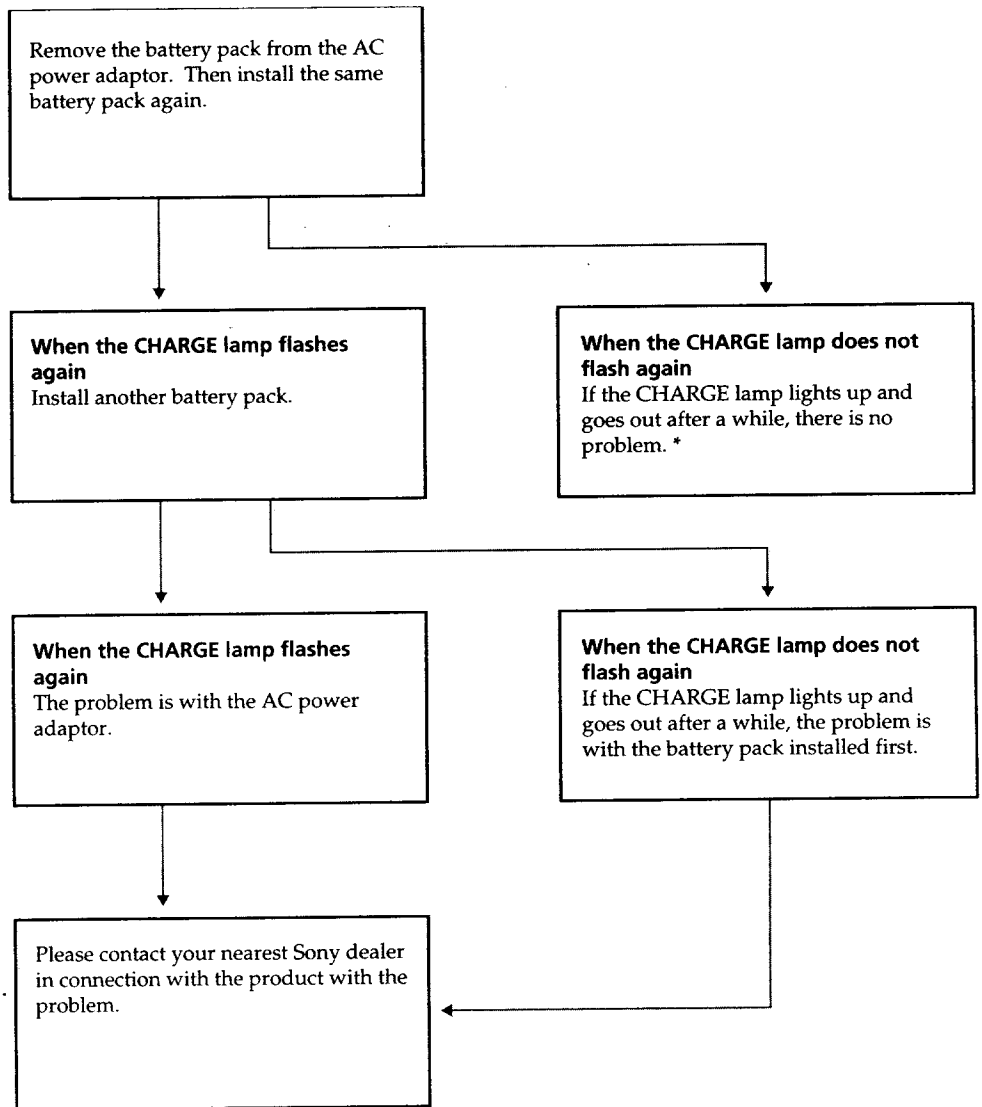 Remove the battery pack from the AC
power adaptor. Then install the same
battery pack again.
When the CHARGE lamp flashes
again
Install another battery pack.
When the CHARGE lamp does not
flash again
If the CHARGE lamp lights up and
goes out after a while, there is no
problem. *
When the CHARGE lamp flashes
again
The problem is with the AC power
adaptor.
When the CHARGE lamp does not
flash again
If the CHARGE lamp lights up and
goes out after a while, the problem is
with the battery pack installed first.
Please contact your nearest Sony dealer
in connection with the product with the
problem.